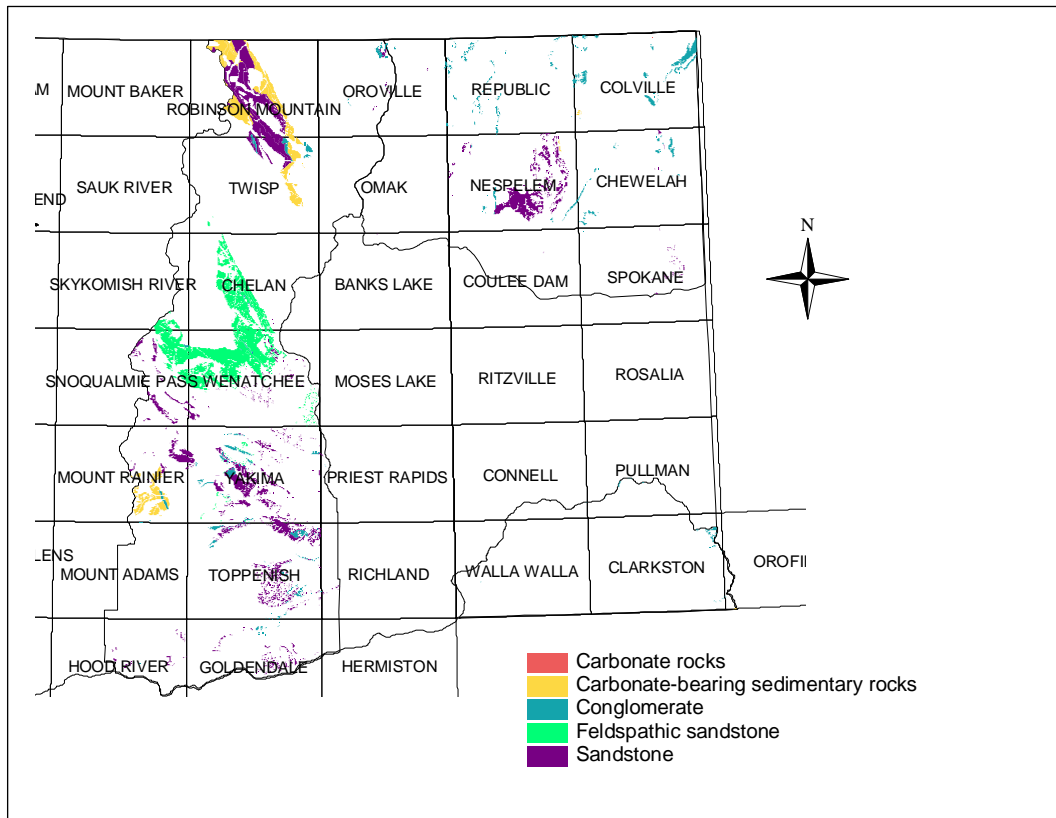 N
AM
MOUNT BAKER
ROBINSON MOUNTAIN
OROVILLE
REPUBLIC
COLVILLE
END
SAUK RIVER
TWISP
OMAK
NESPELEM
CHEWELAH
SKYKOMISH RIVER
CHELAN
BANKS LAKE
COULEE DAM
SPOKANE
SNOQUALMIE PASS
WENATCHEE
MOSES LAKE
RITZVILLE
ROSALIA
MOUNT RAINIER
YAKIMA
PRIEST RAPIDS
CONNELL
PULLMAN
LENS
MOUNT ADAMS
TOPPENISH
RICHLAND
WALLA WALLA
CLARKSTON
OROFI
HOOD RIVER
GOLDENDALE
HERMISTON
Carbonate rocks
Carbonate-bearing sedimentary rocks
Conglomerate
Feldspathic sandstone
Sandstone